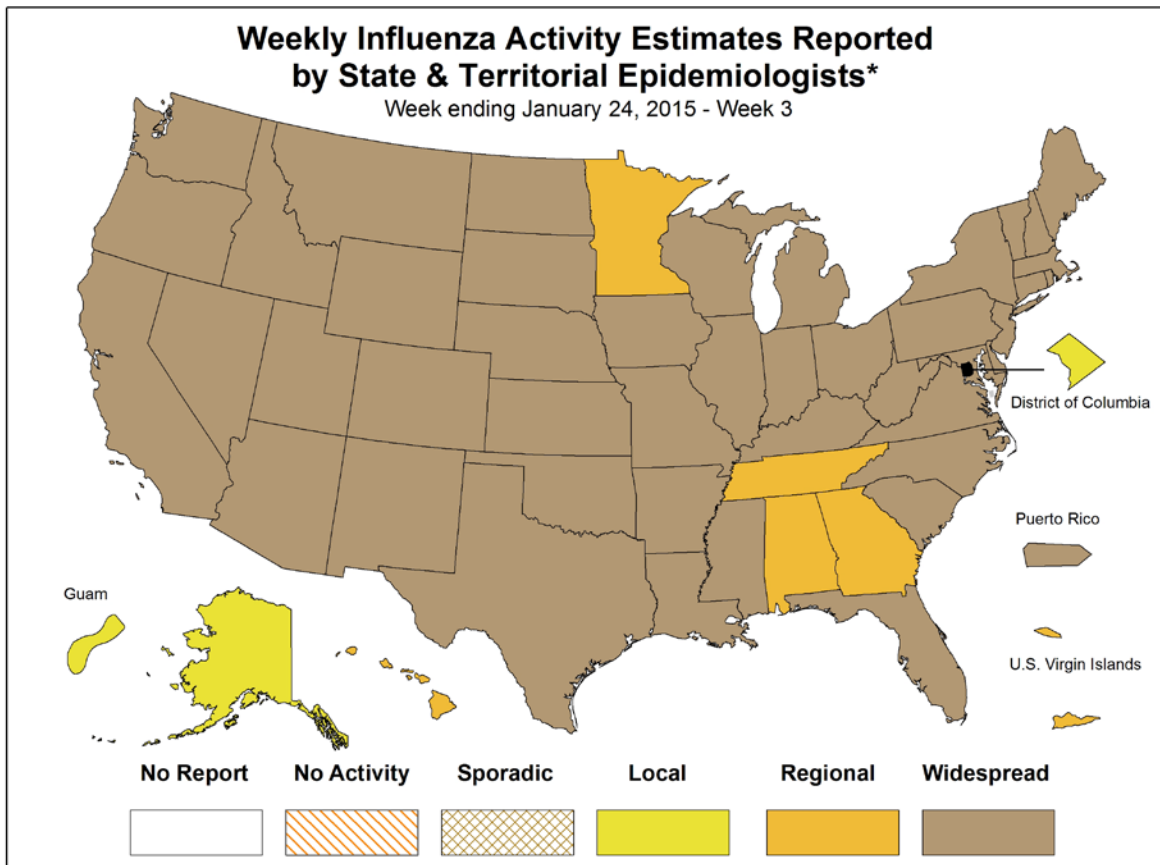 Weekly Influenza Activity Estimates Reported
by State & Territorial Epidemiologists*
Week ending January 24, 2015 - Week 3
District of Columbia
Puerto Rico
Guam
U.S. Virgin Islands
No Report No Activity Sporadic Local Regional Widespread